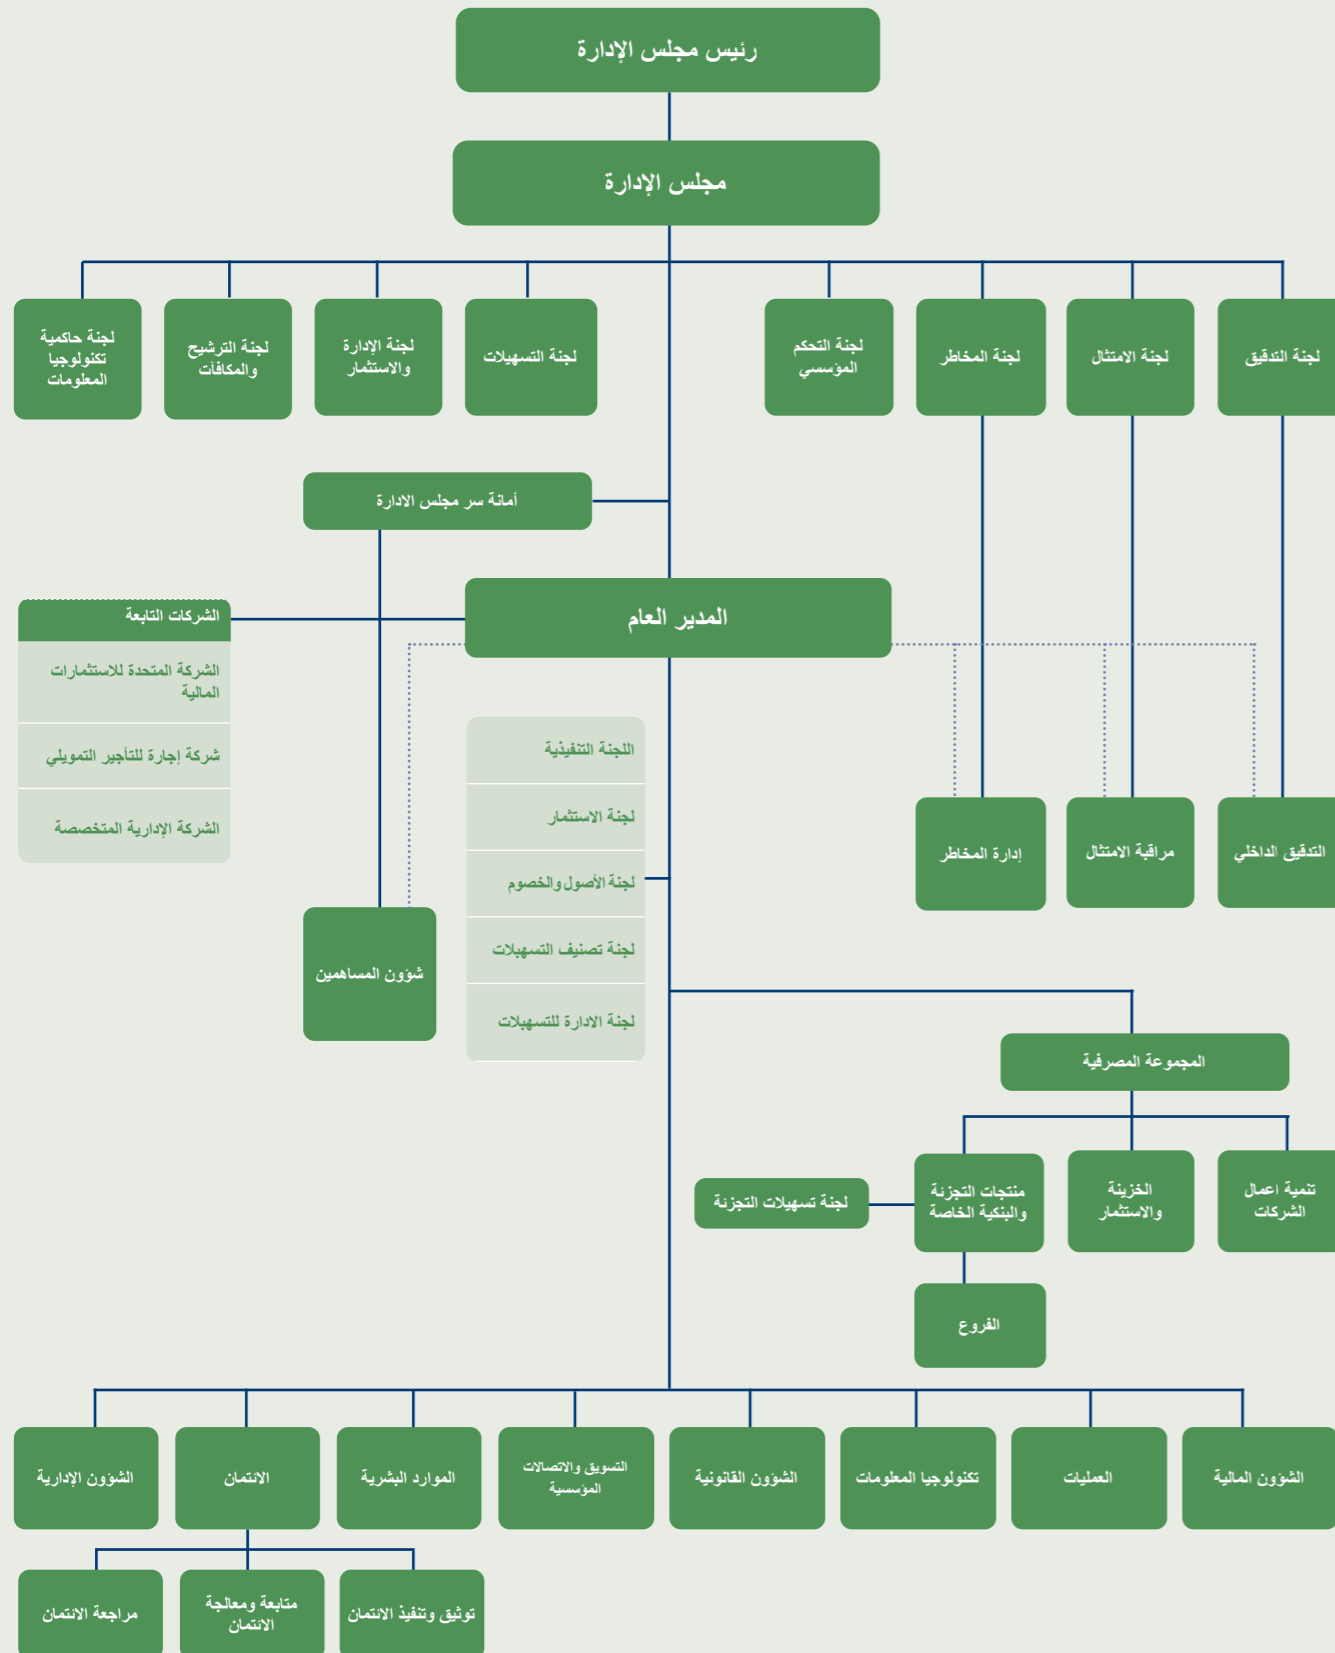 رئيس مجلس الإدارة
مجلس الإدارة
لجنة التدقيق
لجنة الامتثال
لجنة المخاطر
لجنة التحكم
المؤسسي
لجنة التسهيلات
لجنة الإدارة
والاستثمار
لجنة الترشيح
والمكافآت
لجنة حاكمية
تكنولوجيا
المعلومات
أمانة سر مجلس الادارة
المدير العام
الشركات التابعة
الشركة المتحدة للاستثمارات
المالية
شركة إجارة للتأجير التمويلي
الشركة الإدارية المتخصصة
اللجنة التنفيذية
لجنة الاستثمار
لجنة الأصول والخصوم
لجنة تصنيف التسهيلات
لجنة الادارة للتسهيلات
التدقيق الداخلي
مراقبة الامتثال
إدارة المخاطر
شؤون المساهمين
المجموعة المصرفية
تنمية اعمال
الشركات
الخزينة
والاستثمار
منتجات التجزئة
والبنكية الخاصة
لجنة تسهيلات التجزئة
الفروع
الشؤون المالية
العمليات
تكنولوجيا المعلومات
الشؤون القانونية
التسويق والاتصالات
المؤسسية
الموارد البشرية
الائتمان
الشؤون الإدارية
توثيق وتنفيذ الائتمان
متابعة ومعالجة
الائتمان
مراجعة الائتمان